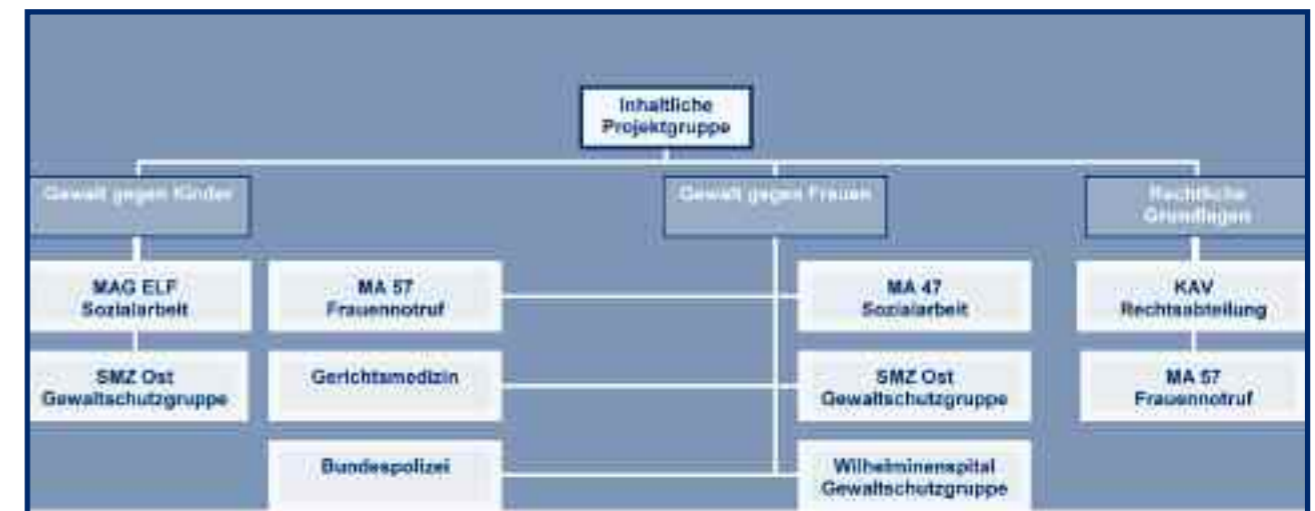 Inhaltliche
Projektgruppe
Gewalt gegen Kinder
Gewalt gegen Frauen
Rechtliche
Grundlagen
MAG ELF
Sozialarbeit
MA 57
Frauennotruf
MA 47
Sozialarbeit
KAV
Rechtsabteilung
SMZ Ost
Gewaltschutzgruppe
Gerichtsmedizin
SMZ Ost
Gewaltschutzgruppe
MA 57
Frauennotruf
Bundespolizei
Wilhelminenspital
Gewaltschutzgruppe